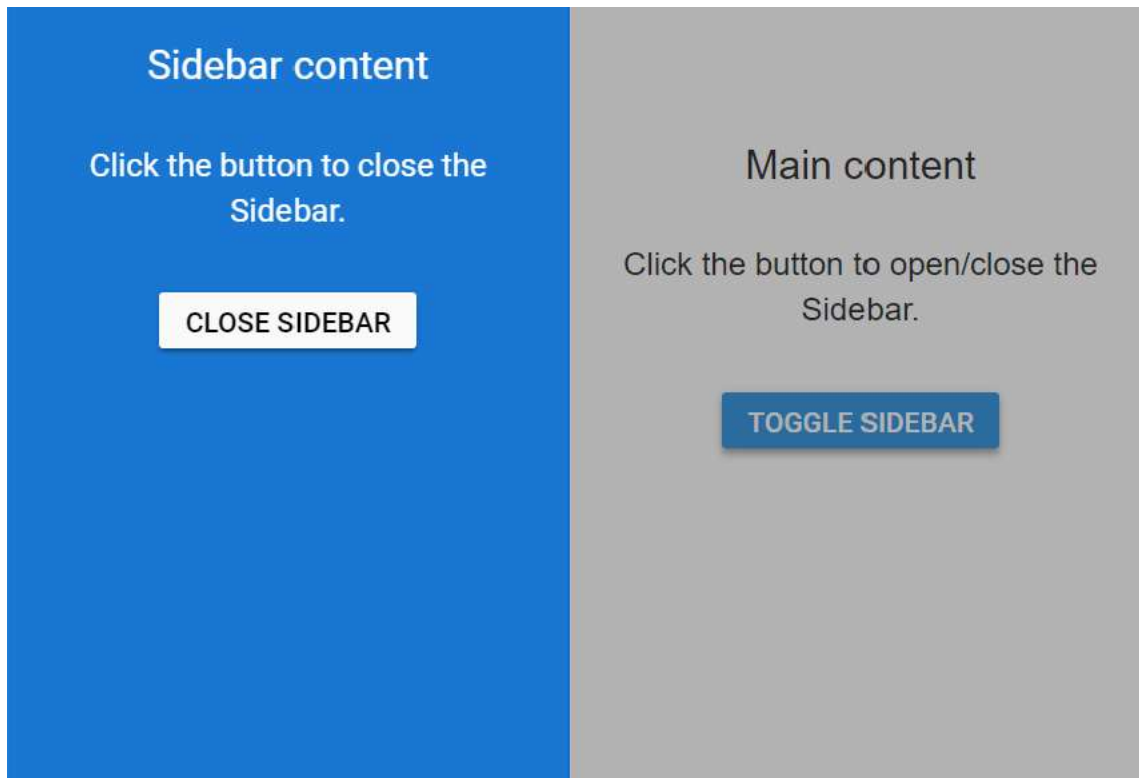 Sidebar content
Click the button to close the
Sidebar.
CLOSE SIDEBAR
Main content
Click the button to open/close the
Sidebar.
TOGGLE SIDEBAR